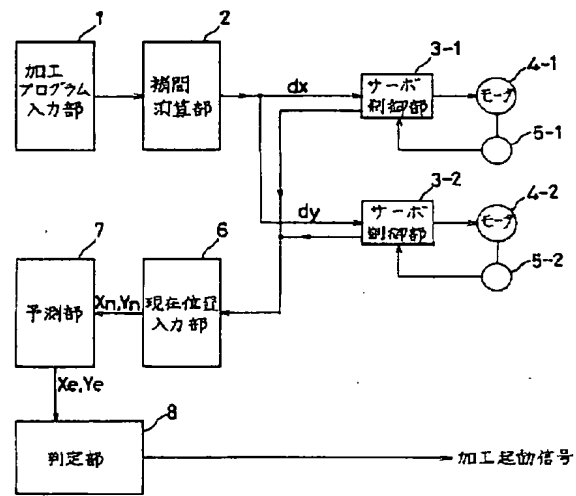 1
加工
プログラム
入力部
2
補間
演算部
dx
3-1
サーボ
制御部
4-1
モータ
5-1
dy
3-2
サーボ
制御部
4-2
モータ
5-2
7
予測部
Xn,Yn
6
現在位置
入力部
Xe,Ye
8
判定部
加工起動信号